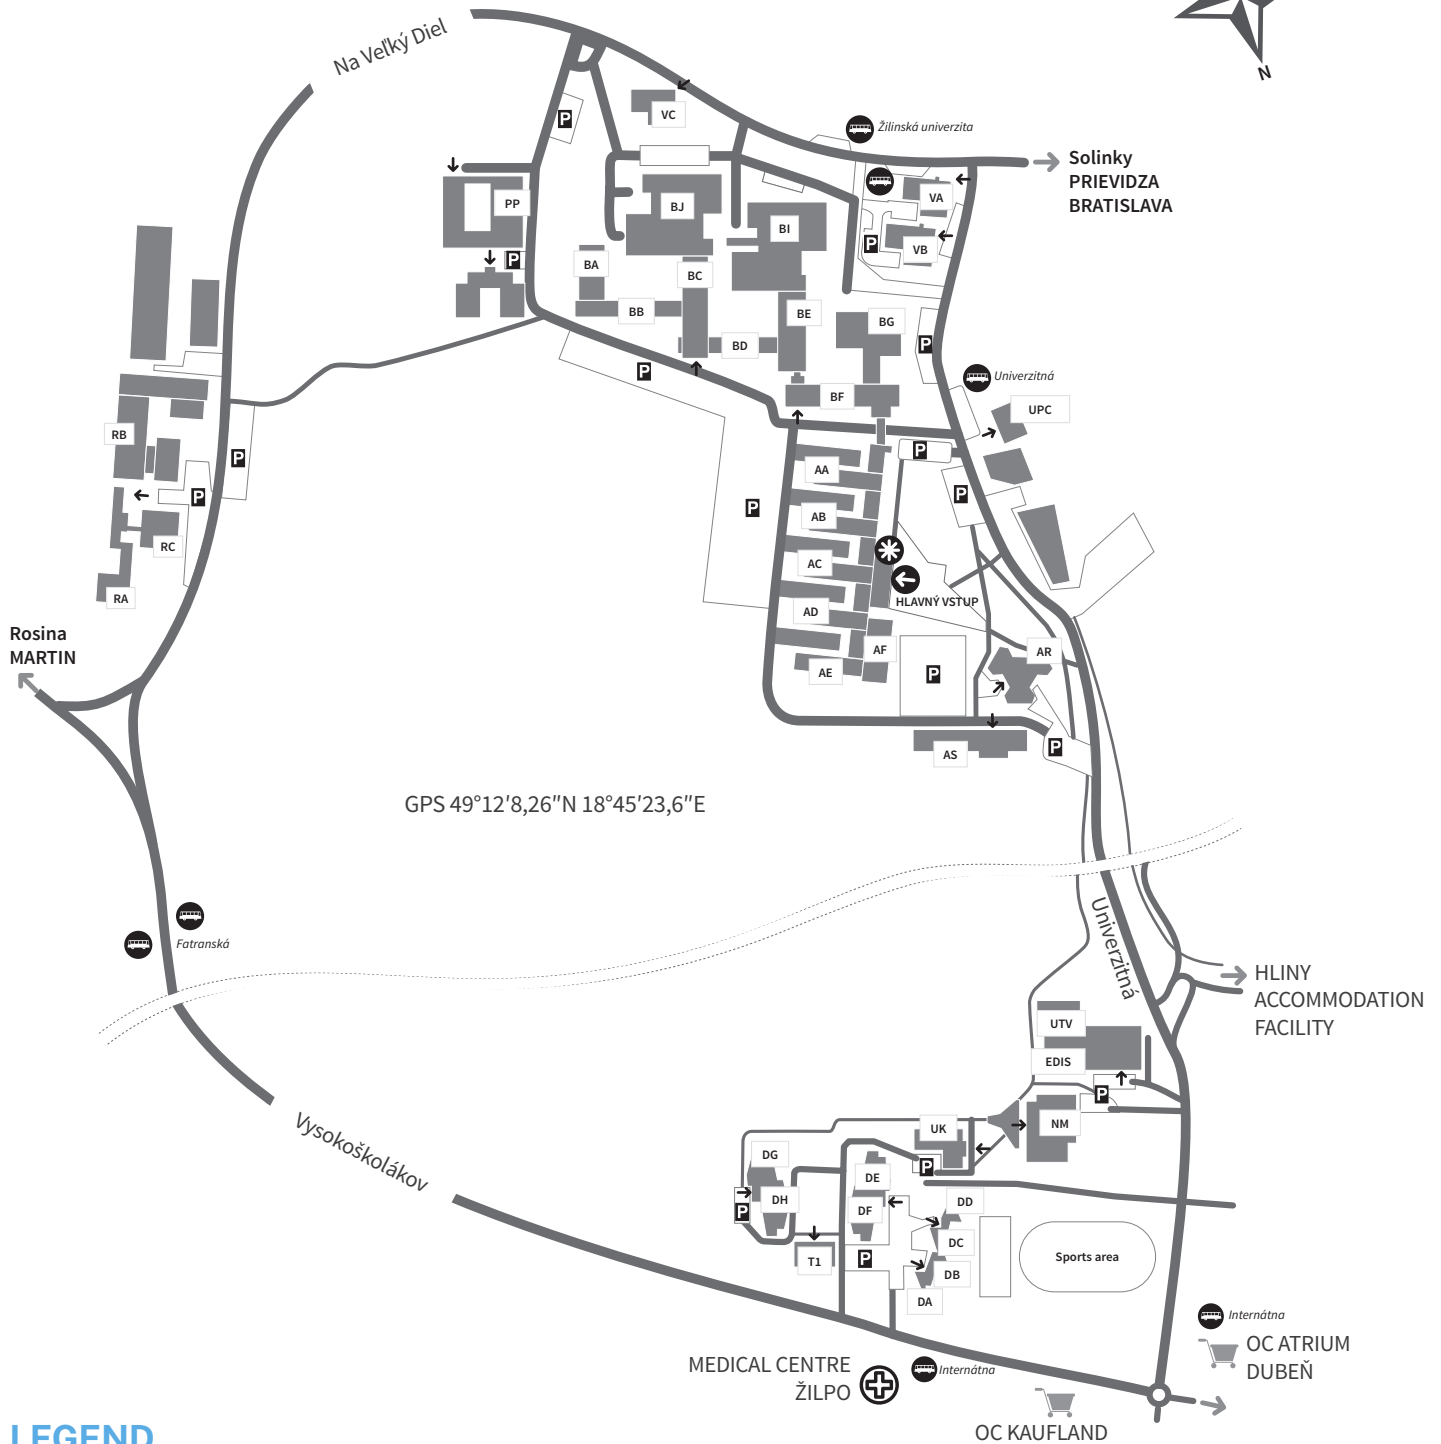 Na Veľký Diel
N
VC
P
Žilinská univerzita
Solinky
PRIEVIDZA
BRATISLAVA
PP
BJ
VA
BI
VB
P
P
BA
BC
BB
BE
BG
BD
P
P
Univerzitná
BF
UPC
RB
P
P
AA
P
P
P
AB
RC
AC
RA
HLAVNÝ VSTUP
AD
Rosina
MARTIN
AF
AR
AE
P
AS
P
GPS 49°12'8,26"N 18°45'23,6"E
Fatranská
Univerzitná
HLINY
ACCOMMODATION
FACILITY
UTV
EDIS
P
Vysokoškolákov
UK
NM
DG
P
DE
DH
DD
P
DF
DC
T1
P
Sports area
DB
DA
Internátna
OC ATRIUM
DUBEŇ
MEDICAL CENTRE
ŽILPO
Internátna
OC KAUFLAND
LEGEND